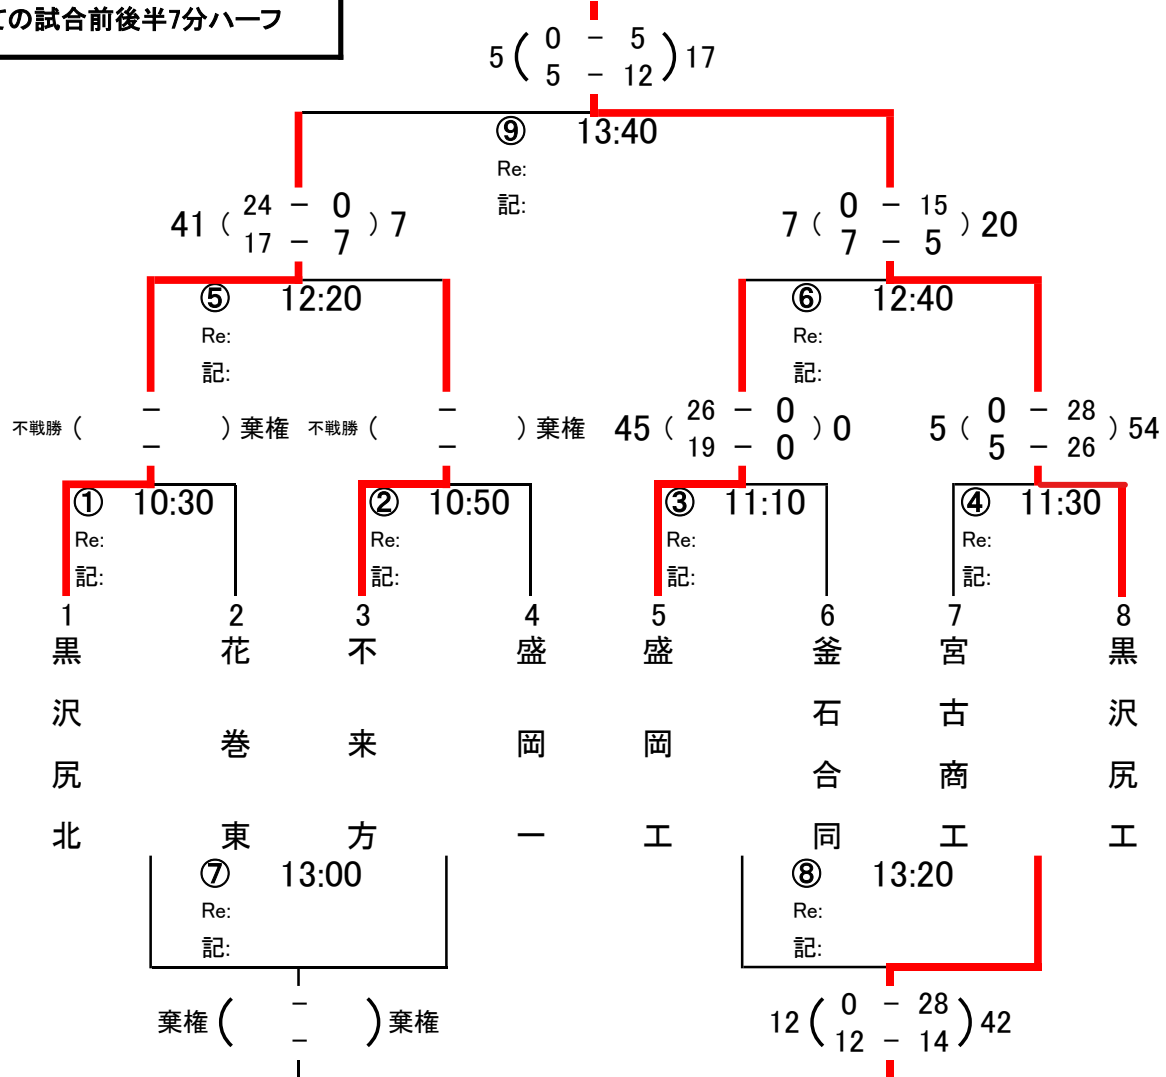 ての試合前後半7分ハーフ
5 ( 0 - 5 ) 17
5 - 12
⑨ 13:40
Re:
記:
41 ( 24 - 0 ) 7
17 - 7
7 ( 0 - 15 ) 20
7 - 5
⑤ 12:20
Re:
記:
⑥ 12:40
Re:
記:
不戦勝 ( - ) 棄権
-
不戦勝 ( - ) 棄権
-
45 ( 26 - 0 ) 0
19 - 0
5 ( 0 - 28 ) 54
5 - 26
① 10:30
Re:
記:
② 10:50
Re:
記:
③ 11:10
Re:
記:
④ 11:30
Re:
記:
1 2 3 4 5 6 7 8
黒沢尻北
花巻東
不来方
盛岡一
盛岡工
釜石合同
宮古商工
黒沢尻工
⑦ 13:00
Re:
記:
⑧ 13:20
Re:
記:
棄権 ( - ) 棄権
-
12 ( 0 - 28 ) 42
12 - 14